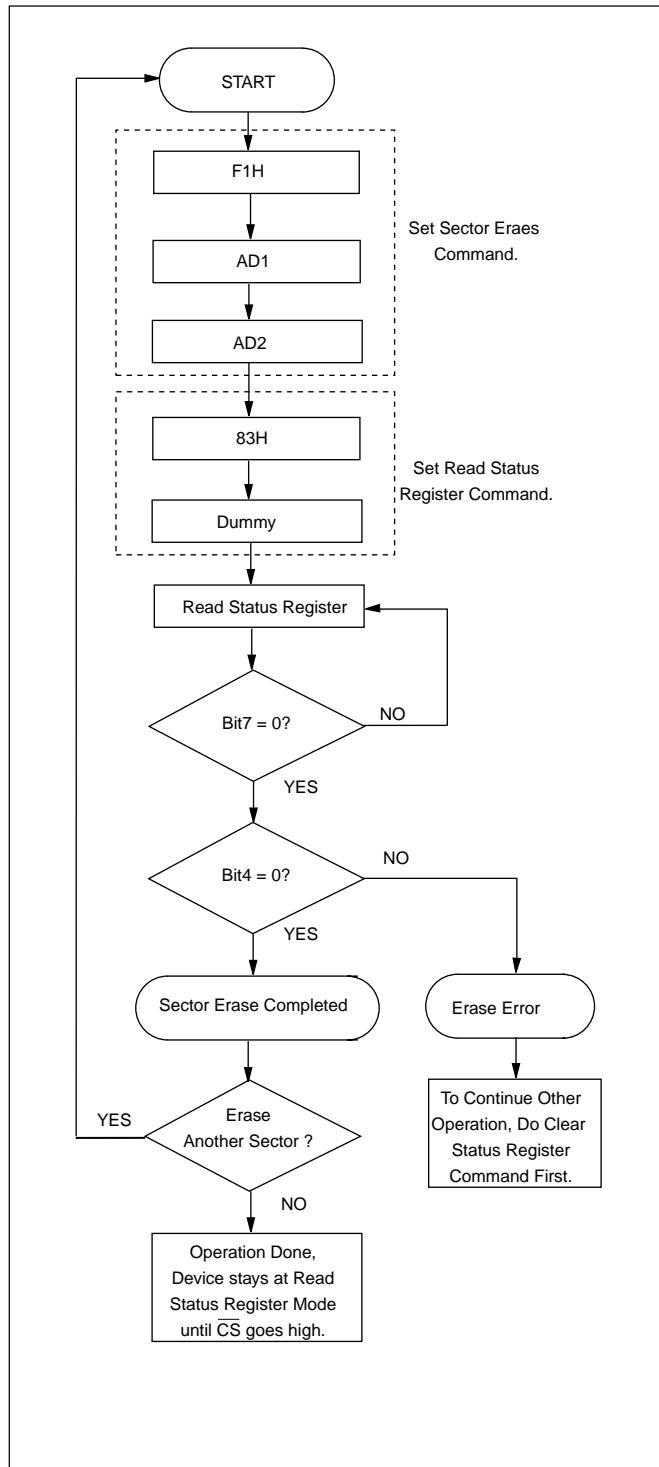 START
F1H
AD1
AD2
Set Sector Eraes
Command.
83H
Dummy
Set Read Status
Register Command.
Read Status Register
Bit7 = 0?
NO
YES
Bit4 = 0?
NO
YES
Sector Erase Completed
Erase Error
To Continue Other
Operation, Do Clear
Status Register
Command First.
YES
Erase
Another Sector ?
NO
Operation Done,
Device stays at Read
Status Register Mode
until C̅S̅ goes high.